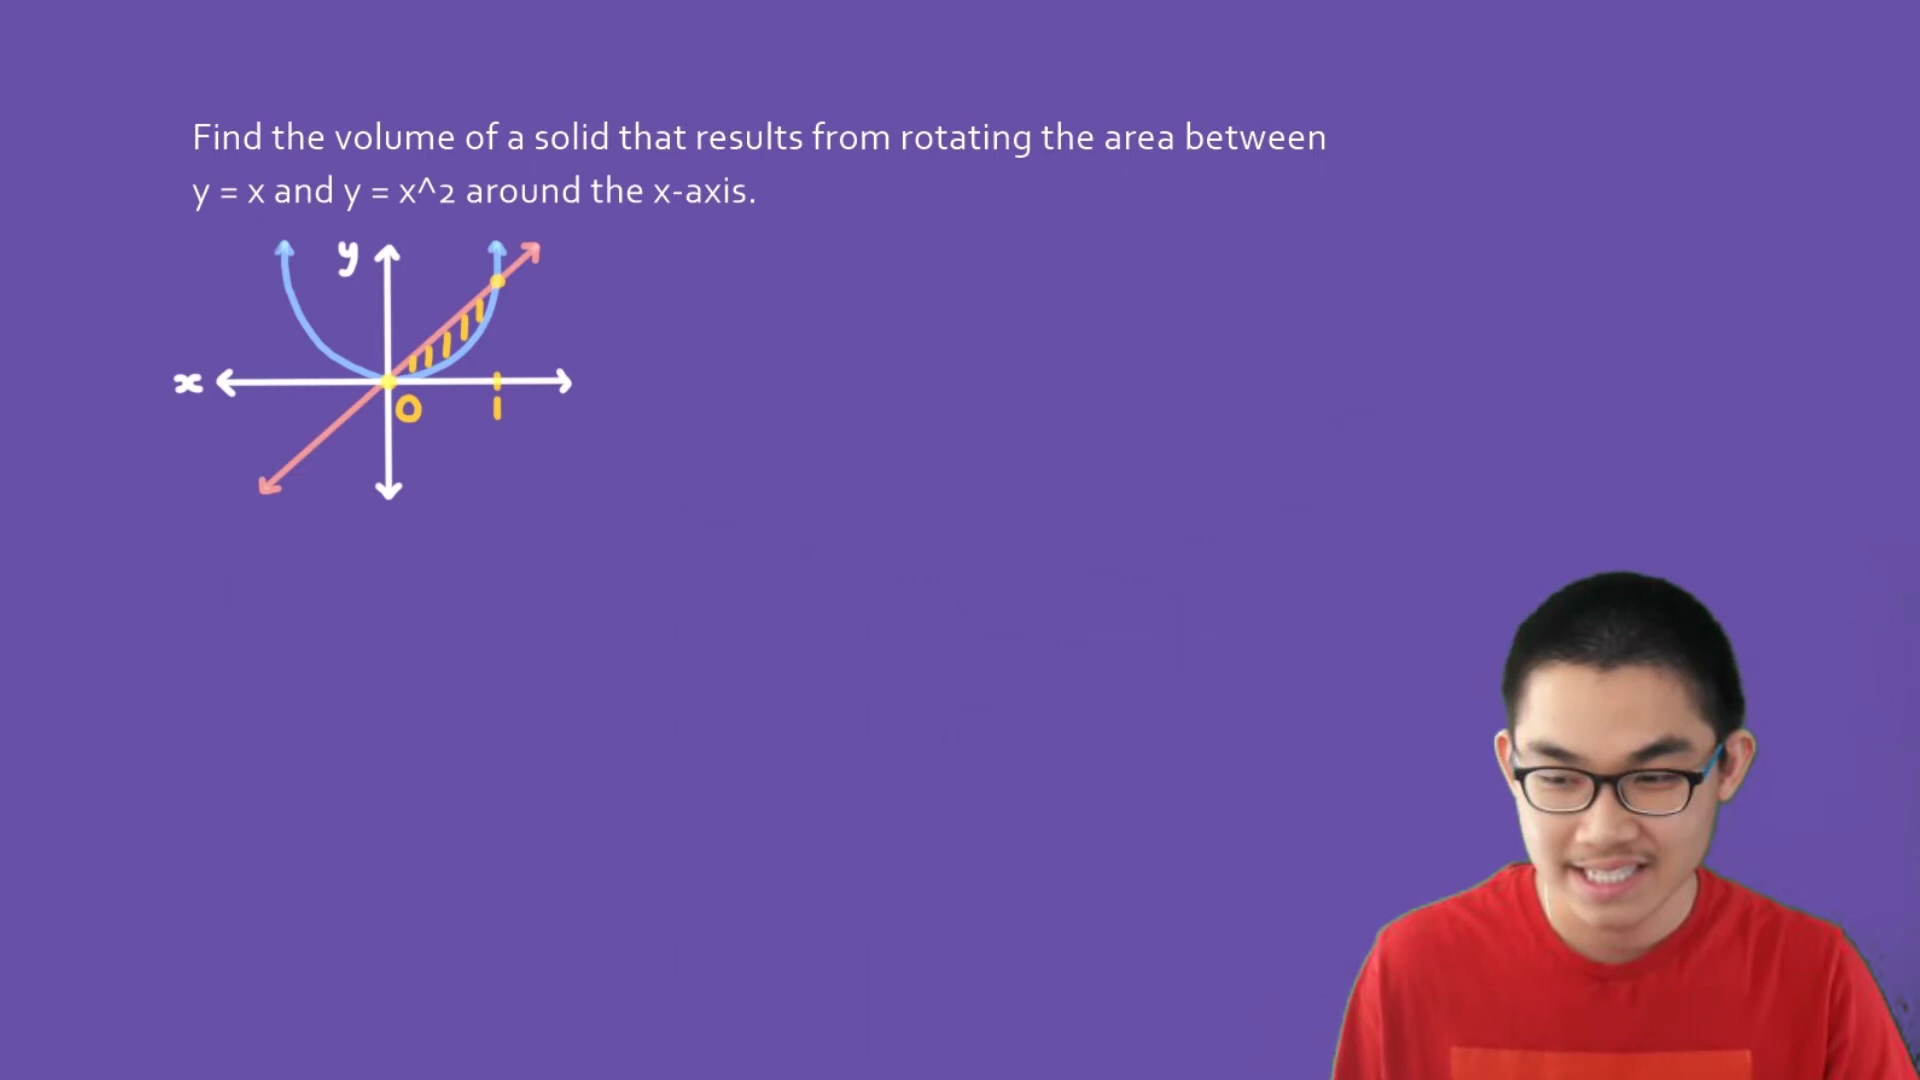 Find the volume of a solid that results from rotating the area between
y = x and y = x^2 around the x-axis.
y
x
0
1